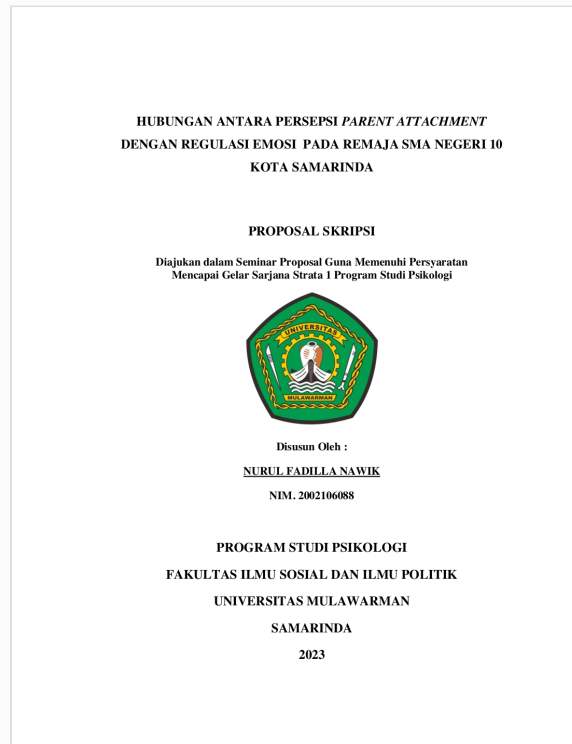 HUBUNGAN ANTARA PERSEPSI PARENT ATTACHMENT
DENGAN REGULASI EMOSI PADA REMAJA SMA NEGERI 10
KOTA SAMARINDA
PROPOSAL SKRIPSI
Diajukan dalam Seminar Proposal Guna Memenuhi Persyaratan
Mencapai Gelar Sarjana Strata 1 Program Studi Psikologi
UNIVERSITAS
MULAWARMAN
Disusun Oleh :
NURUL FADILLA NAWIK
NIM. 2002106088
PROGRAM STUDI PSIKOLOGI
FAKULTAS ILMU SOSIAL DAN ILMU POLITIK
UNIVERSITAS MULAWARMAN
SAMARINDA
2023